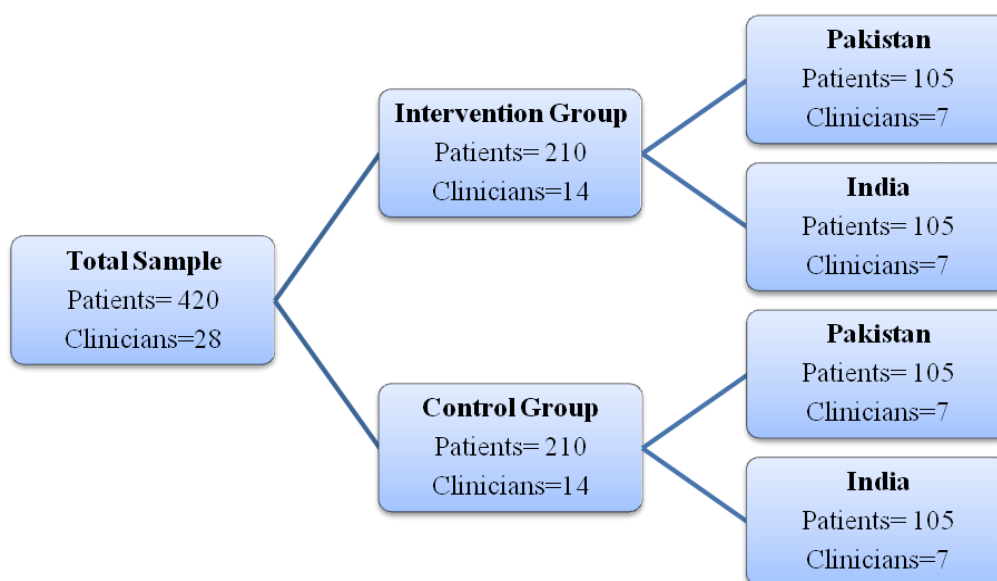 Total Sample
Patients= 420
Clinicians=28
Intervention Group
Patients= 210
Clinicians=14
Pakistan
Patients= 105
Clinicians=7
India
Patients= 105
Clinicians=7
Control Group
Patients= 210
Clinicians=14
Pakistan
Patients= 105
Clinicians=7
India
Patients= 105
Clinicians=7